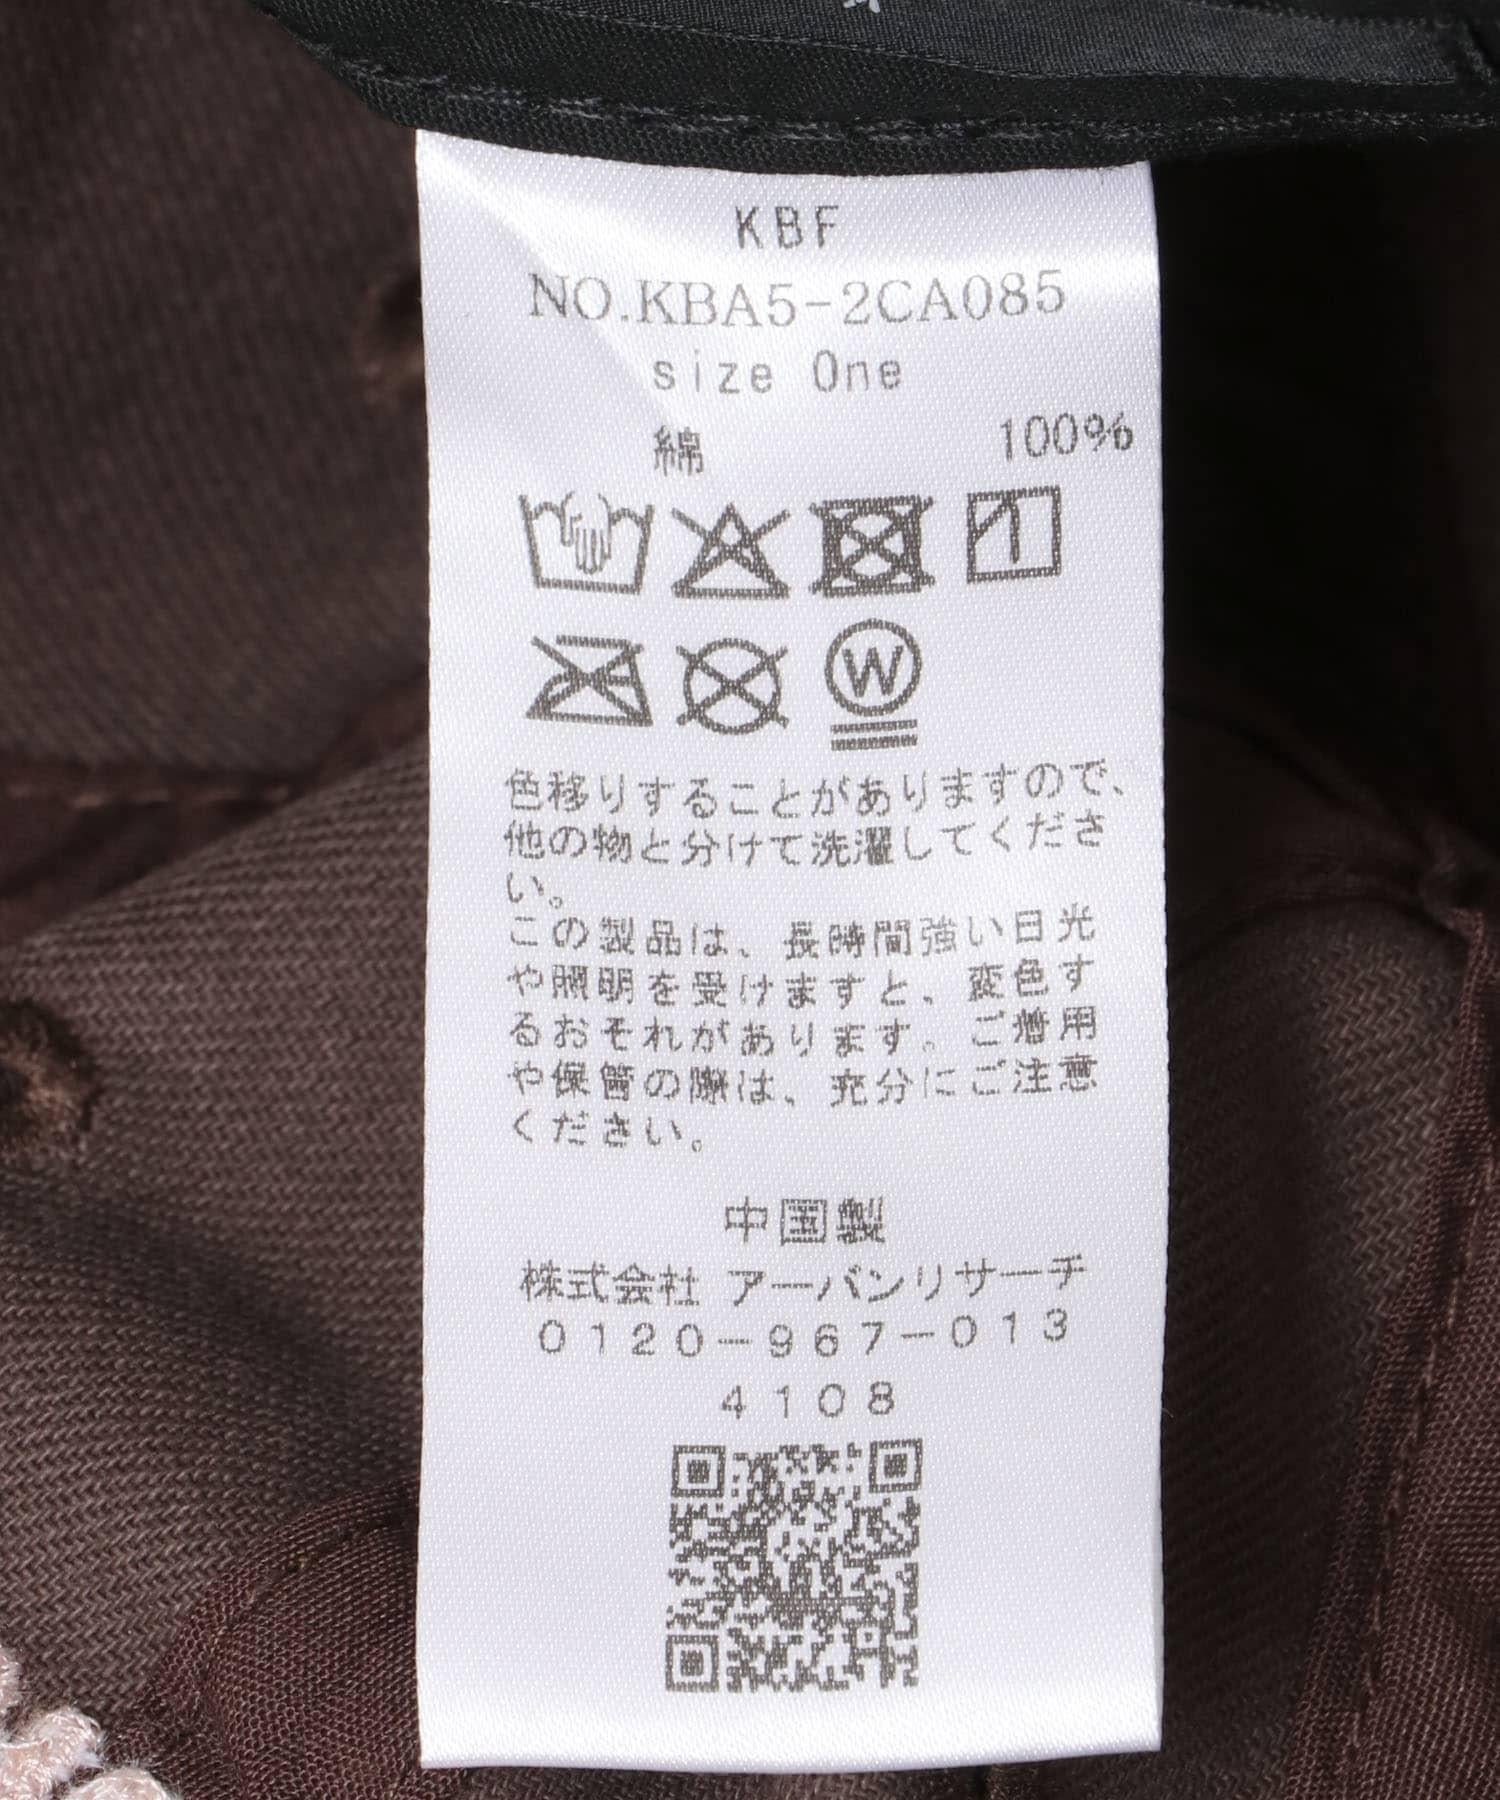 KBF
NO.KBA5-2CA085
size One
綿 100%
W
色移りすることがありますので、
他の物と分けて洗濯してくださ
い。
この製品は、長時間強い日光
や照明を受けますと、変色す
るおそれがあります。ご着用
や保管の際は、充分にご注意
ください。
中国製
株式会社 アーバンリサーチ
0120-967-013
4108